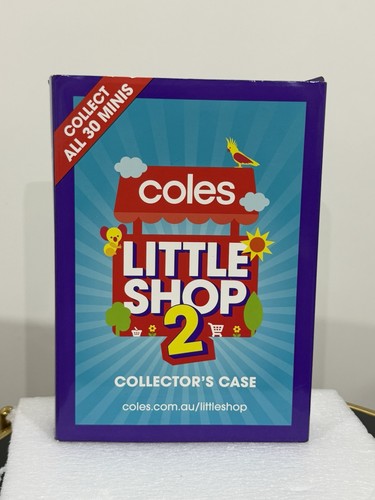 COLLECT
ALL 30 MINIS
coles
LITTLE
SHOP
2
COLLECTOR'S CASE
coles.com.au/littleshop